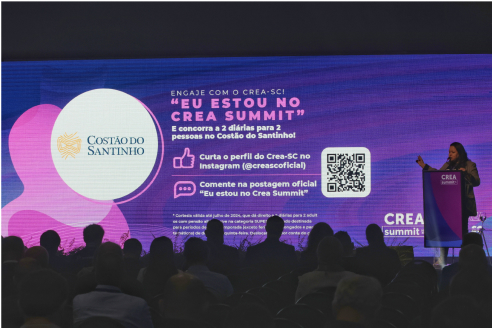 ENGAJE COM O CREA-SC!
"EU ESTOU NO
CREA SUMMIT"
E concorra a 2 diárias para 2
pessoas no Costão do Santinho!
COSTÃO DO
SANTINHO
Curta o perfil do Crea-SC no
Instagram (@creascoficial)
Comente na postagem oficial
"Eu estou no Crea Summit"
* Cortesia válida até julho de 2024, que dá direito a 2 diárias para 2 adult
CREA
SUMMIT
CREA
SUMMIT